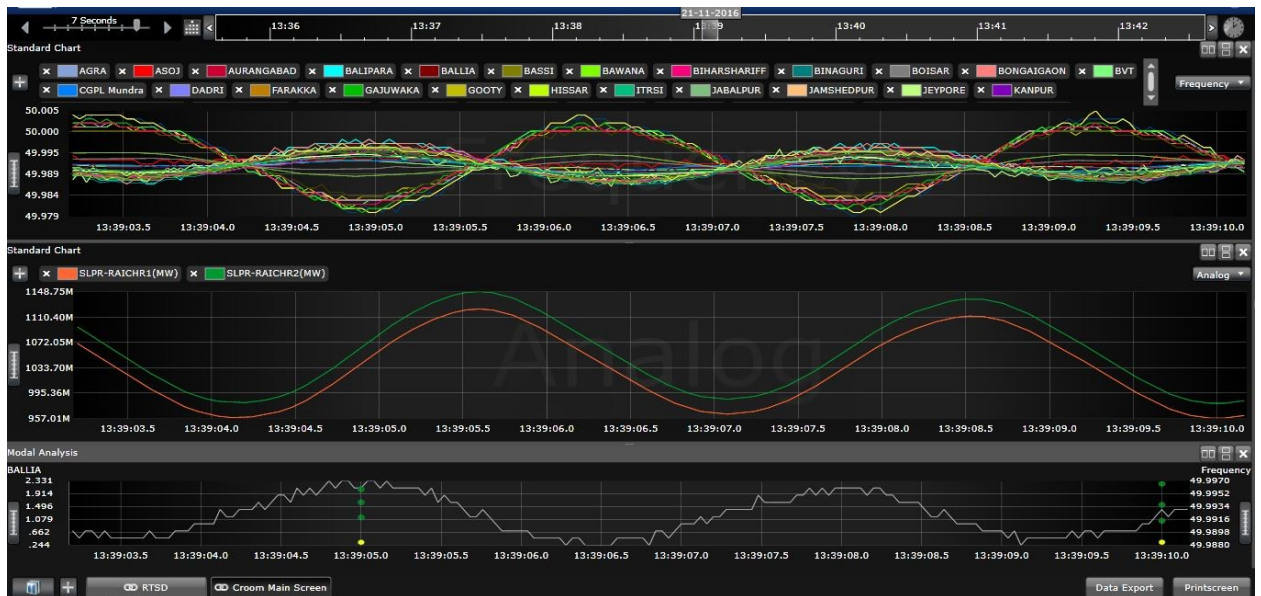 21-11-2016
7 Seconds 13:36 13:37 13:38 13:39 13:40 13:41 13:42
Standard Chart
AGRA ASOJ AURANGABAD BALIPARA BALLIA BASSI BAWANA BIHARSHARIFF BINAGURI BOISAR BONGAIGAON BVT
CGPL Mundra DADRI FARAKKA GAJUWAKA GOOTY HISSAR ITRSI JABALPUR JAMSHEDPUR JEYPORE KANPUR
Frequency
50.005
50.000
49.995
49.989
49.984
49.979
Frequency
13:39:03.5 13:39:04.0 13:39:04.5 13:39:05.0 13:39:05.5 13:39:06.0 13:39:06.5 13:39:07.0 13:39:07.5 13:39:08.0 13:39:08.5 13:39:09.0 13:39:09.5 13:39:10.0
Standard Chart
SLPR-RAICHR1(MW) SLPR-RAICHR2(MW)
Analog
1148.75M
1110.40M
1072.05M
1033.70M
995.36M
957.01M
Analog
13:39:03.5 13:39:04.0 13:39:04.5 13:39:05.0 13:39:05.5 13:39:06.0 13:39:06.5 13:39:07.0 13:39:07.5 13:39:08.0 13:39:08.5 13:39:09.0 13:39:09.5 13:39:10.0
Modal Analysis
BALLIA Frequency
2.331 49.9970
1.914 49.9952
1.496 49.9934
1.079 49.9916
.662 49.9898
.244 49.9880
13:39:03.5 13:39:04.0 13:39:04.5 13:39:05.0 13:39:05.5 13:39:06.0 13:39:06.5 13:39:07.0 13:39:07.5 13:39:08.0 13:39:08.5 13:39:09.0 13:39:09.5 13:39:10.0
RTSD Croom Main Screen Data Export Printscreen